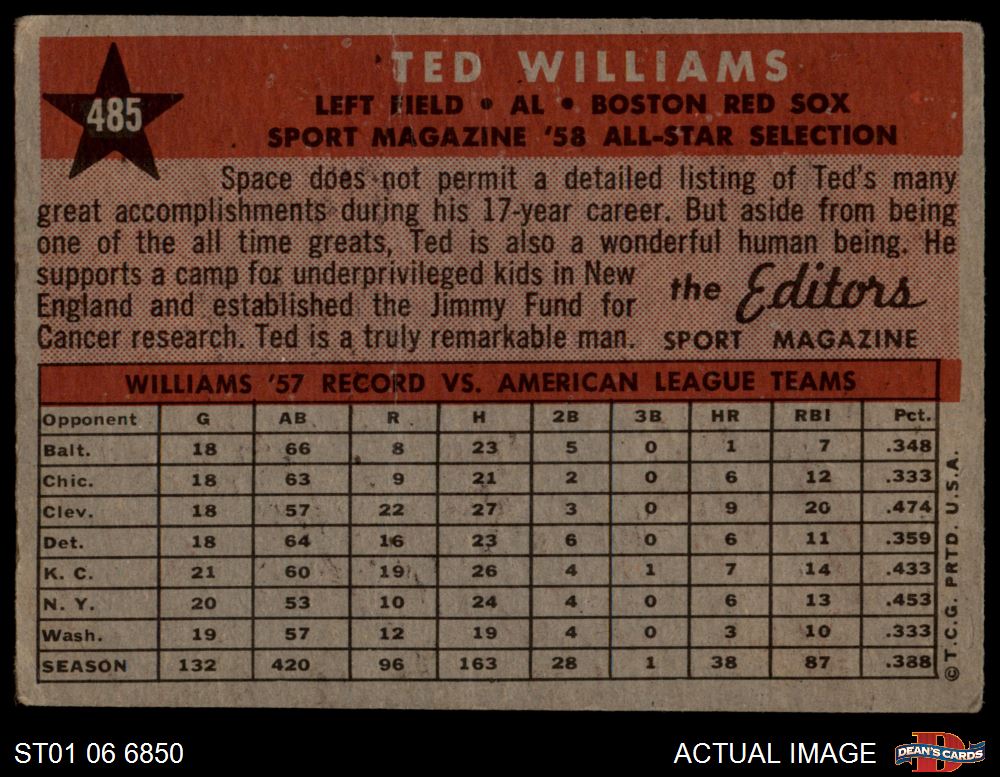 485
TED WILLIAMS
LEFT FIELD • AL • BOSTON RED SOX
SPORT MAGAZINE '58 ALL-STAR SELECTION
Space does not permit a detailed listing of Ted's many
great accomplishments during his 17-year career. But aside from being
one of the all time greats, Ted is also a wonderful human being. He
supports a camp for underprivileged kids in New
England and established the Jimmy Fund for
Cancer research. Ted is a truly remarkable man.
the Editors
SPORT MAGAZINE
WILLIAMS '57 RECORD VS. AMERICAN LEAGUE TEAMS
Opponent G AB R H 2B 3B HR RBI Pct.
Balt. 18 66 8 23 5 0 1 7 .348
Chic. 18 63 9 21 2 0 6 12 .333
Clev. 18 57 22 27 3 0 9 20 .474
Det. 18 64 16 23 6 0 6 11 .359
K. C. 21 60 19 26 4 1 7 14 .433
N. Y. 20 53 10 24 4 0 6 13 .453
Wash. 19 57 12 19 4 0 3 10 .333
SEASON 132 420 96 163 28 1 38 87 .388
© T.C.G. PRTD. U.S.A.
ST01 06 6850
ACTUAL IMAGE
D
DEAN'S CARDS